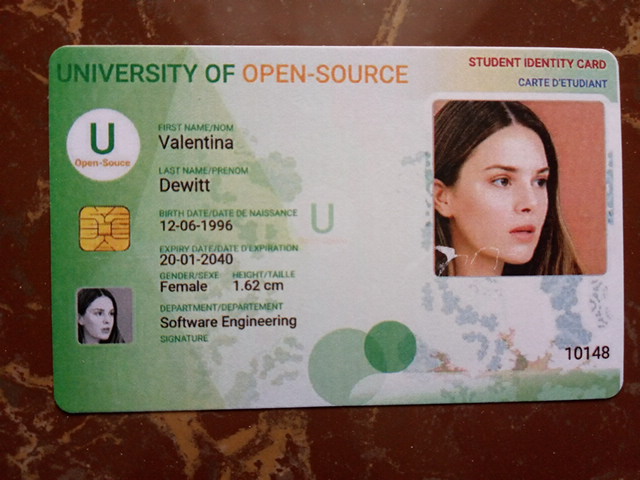 UNIVERSITY OF OPEN-SOURCE
STUDENT IDENTITY CARD
CARTE D'ETUDIANT
U
Open-Souce
FIRST NAME/NOM
Valentina
LAST NAME/PRENOM
Dewitt
BIRTH DATE/DATE DE NAISSANCE
12-06-1996
U
EXPIRY DATE/DATE D'EXPIRATION
20-01-2040
GENDER/SEXE HEIGHT/TAILLE
Female 1.62 cm
DEPARTMENT/DEPARTEMENT
Software Engineering
SIGNATURE
10148